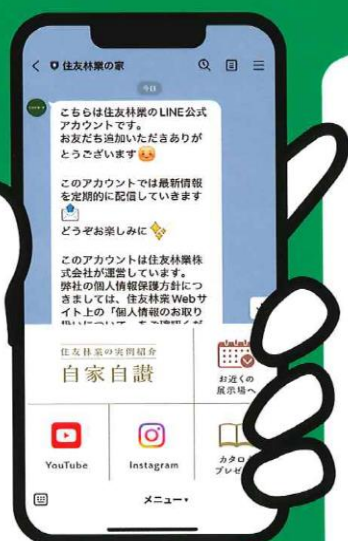 住友林業の家
今日
こちらは住友林業のLINE公式
アカウントです。
お友だち追加いただきありが
とうございます
このアカウントでは最新情報
を定期的に配信していきます
どうぞお楽しみに
このアカウントは住友林業株
式会社が運営しています。
弊社の個人情報保護方針につ
きましては、住友林業Webサ
イト上の「個人情報のお取り
扱いについて
住友林業の実例紹介
自家自讃
お近くの
展示場へ
YouTube
Instagram
カタログ
プレゼ
メニュー▾